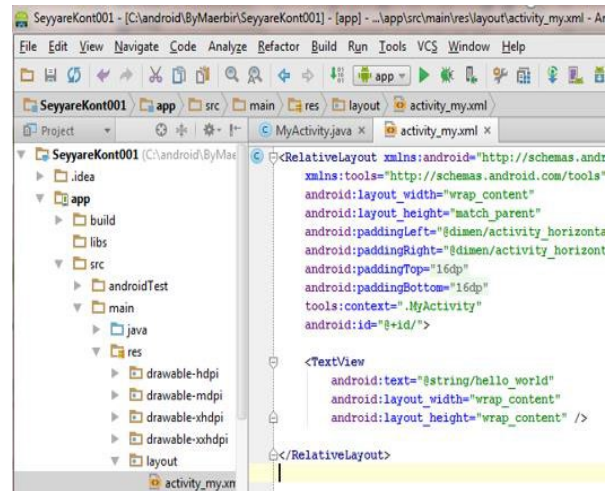 SeyyareKont001 - [C:\android\ByMaerbir\SeyyareKont001] - [app] - ...\app\src\main\res\layout\activity_my.xml - An
File Edit View Navigate Code Analyze Refactor Build Run Tools VCS Window Help
app
SeyyareKont001 app src main res layout activity_my.xml
Project MyActivity.java × activity_my.xml ×
SeyyareKont001 (C:\android\ByMae
.idea
app
build
libs
src
androidTest
main
java
res
drawable-hdpi
drawable-mdpi
drawable-xhdpi
drawable-xxhdpi
layout
activity_my.xm
<RelativeLayout xmlns:android="http://schemas.andr
xmlns:tools="http://schemas.android.com/tools"
android:layout_width="wrap_content"
android:layout_height="match_parent"
android:paddingLeft="@dimen/activity_horizonta
android:paddingRight="@dimen/activity_horizont
android:paddingTop="16dp"
android:paddingBottom="16dp"
tools:context=".MyActivity"
android:id="@+id/">
<TextView
android:text="@string/hello_world"
android:layout_width="wrap_content"
android:layout_height="wrap_content" />
</RelativeLayout>